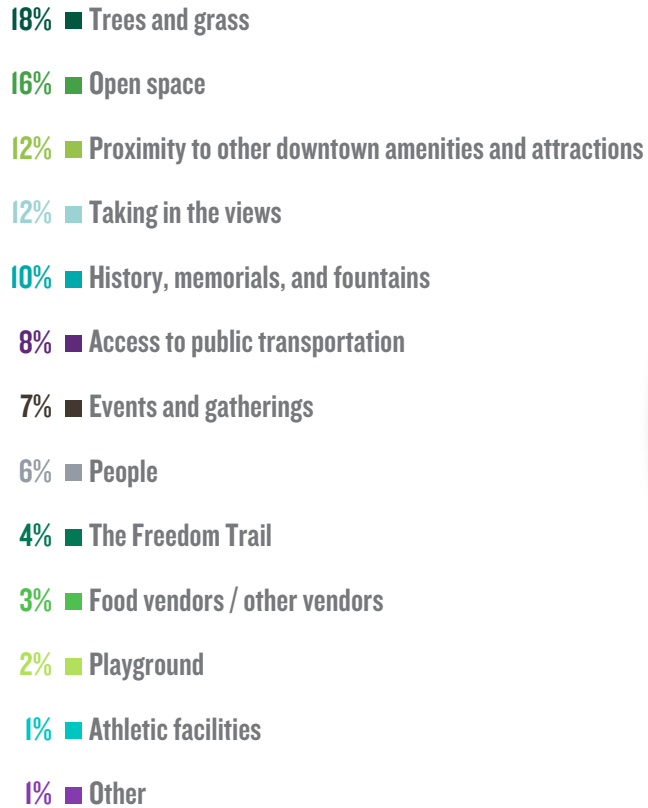 18% Trees and grass
16% Open space
12% Proximity to other downtown amenities and attractions
12% Taking in the views
10% History, memorials, and fountains
8% Access to public transportation
7% Events and gatherings
6% People
4% The Freedom Trail
3% Food vendors / other vendors
2% Playground
1% Athletic facilities
1% Other